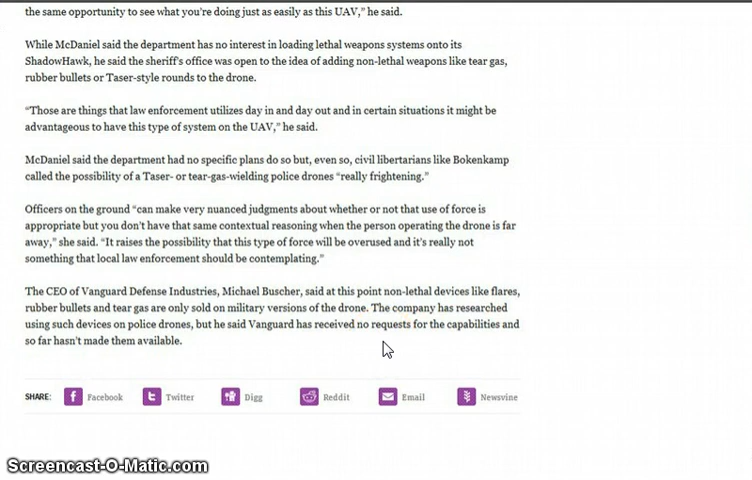 the same opportunity to see what you're doing just as easily as this UAV," he said.
While McDaniel said the department has no interest in loading lethal weapons systems onto its
ShadowHawk, he said the sheriff's office was open to the idea of adding non-lethal weapons like tear gas,
rubber bullets or Taser-style rounds to the drone.
“Those are things that law enforcement utilizes day in and day out and in certain situations it might be
advantageous to have this type of system on the UAV,” he said.
McDaniel said the department had no specific plans do so but, even so, civil libertarians like Bokenkamp
called the possibility of a Taser- or tear-gas-wielding police drones “really frightening.”
Officers on the ground “can make very nuanced judgments about whether or not that use of force is
appropriate but you don't have that same contextual reasoning when the person operating the drone is far
away,” she said. “It raises the possibility that this type of force will be overused and it's really not
something that local law enforcement should be contemplating.”
The CEO of Vanguard Defense Industries, Michael Buscher, said at this point non-lethal devices like flares,
rubber bullets and tear gas are only sold on military versions of the drone. The company has researched
using such devices on police drones, but he said Vanguard has received no requests for the capabilities and
so far hasn't made them available.
SHARE: Facebook Twitter Digg Reddit Email Newsvine
Screencast-O-Matic.com